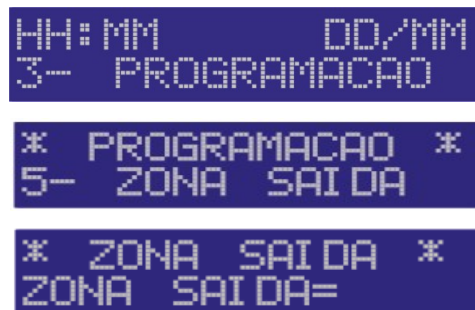 HH:MM DD/MM
3- PROGRAMACAO
* PROGRAMACAO *
5- ZONA SAIDA
* ZONA SAIDA *
ZONA SAIDA=